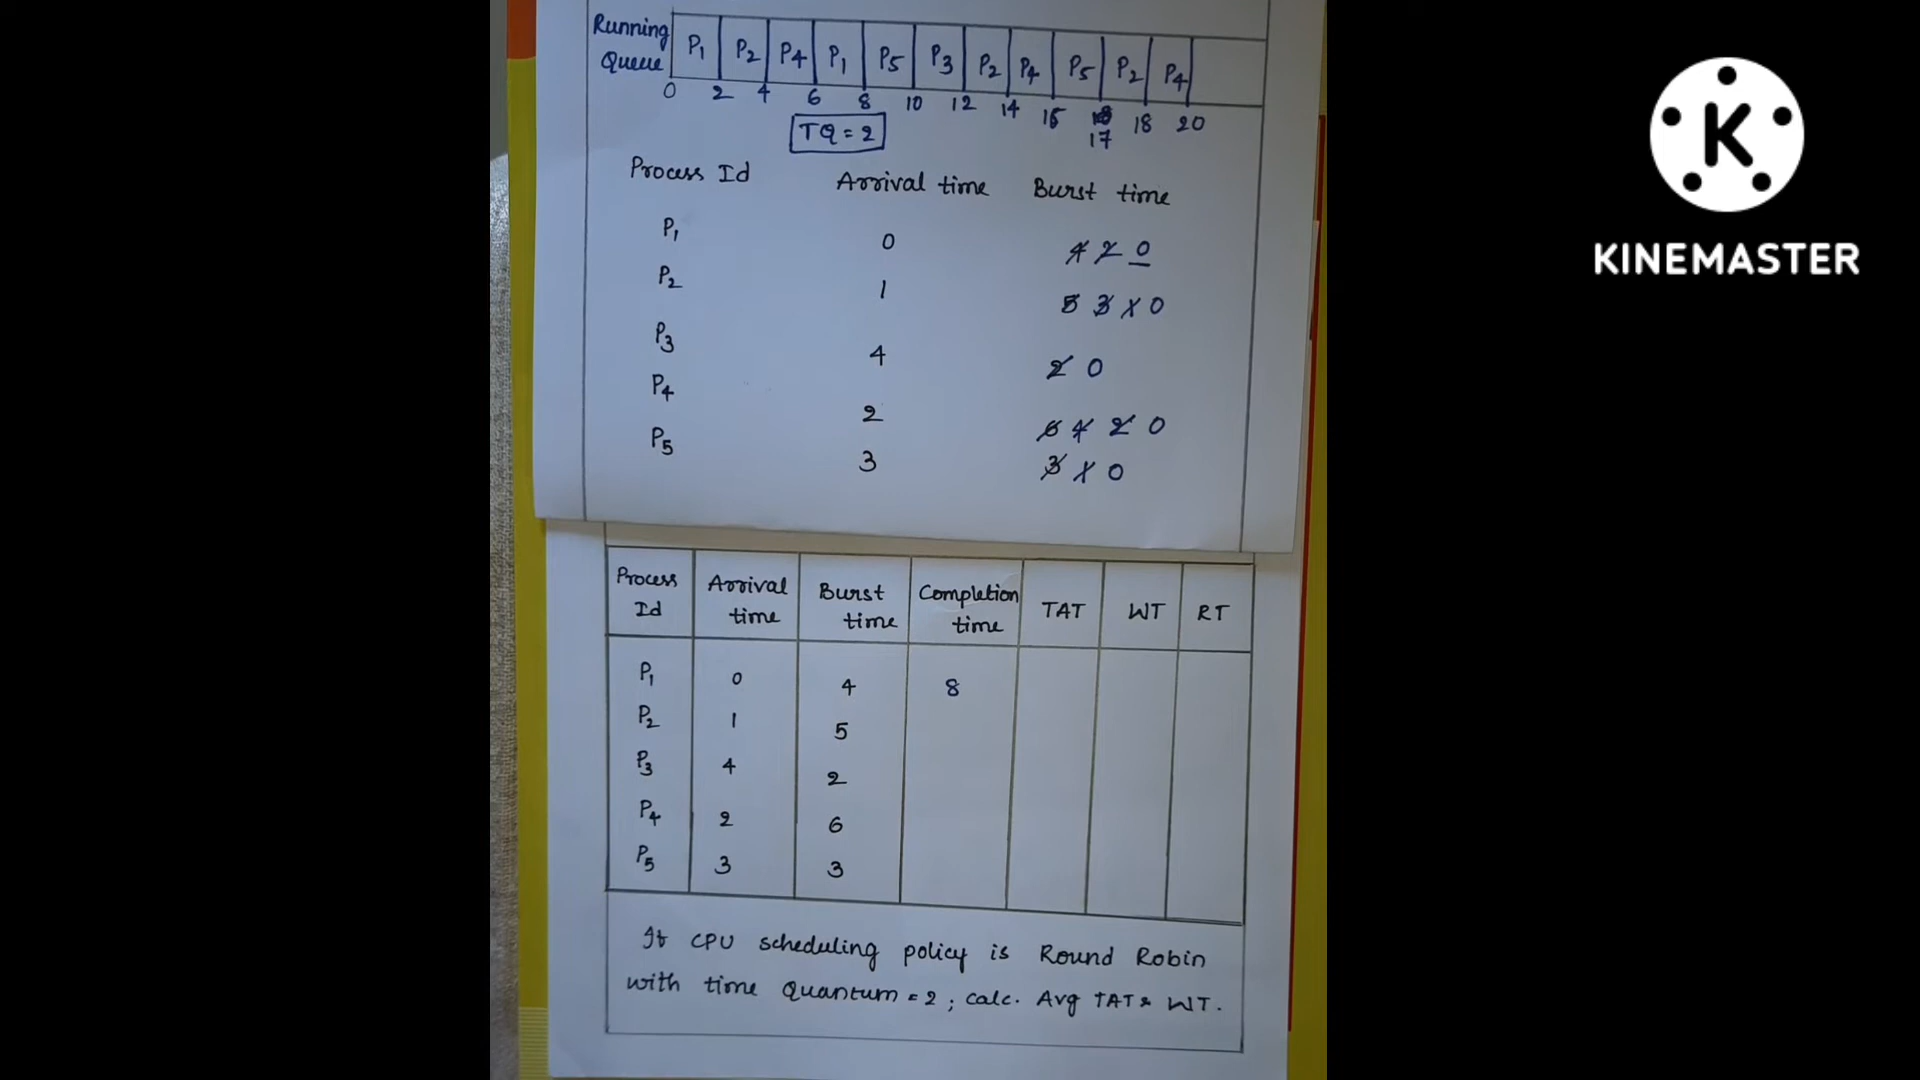 Running
Queue
P1 P2 P4 P1 P5 P3 P2 P4 P5 P2 P4
0 2 4 6 8 10 12 14 16 18 20
17
TQ = 2
Process Id Arrival time Burst time
P1 0 4 2 0
P2 1 5 3 1 0
P3 4 2 0
P4 2 6 4 2 0
P5 3 3 1 0
Process Id Arrival time Burst time Completion time TAT WT RT
P1 0 4 8
P2 1 5
P3 4 2
P4 2 6
P5 3 3
If CPU scheduling policy is Round Robin
with time Quantum = 2; calc. Avg TAT & WT.
K
KINEMASTER